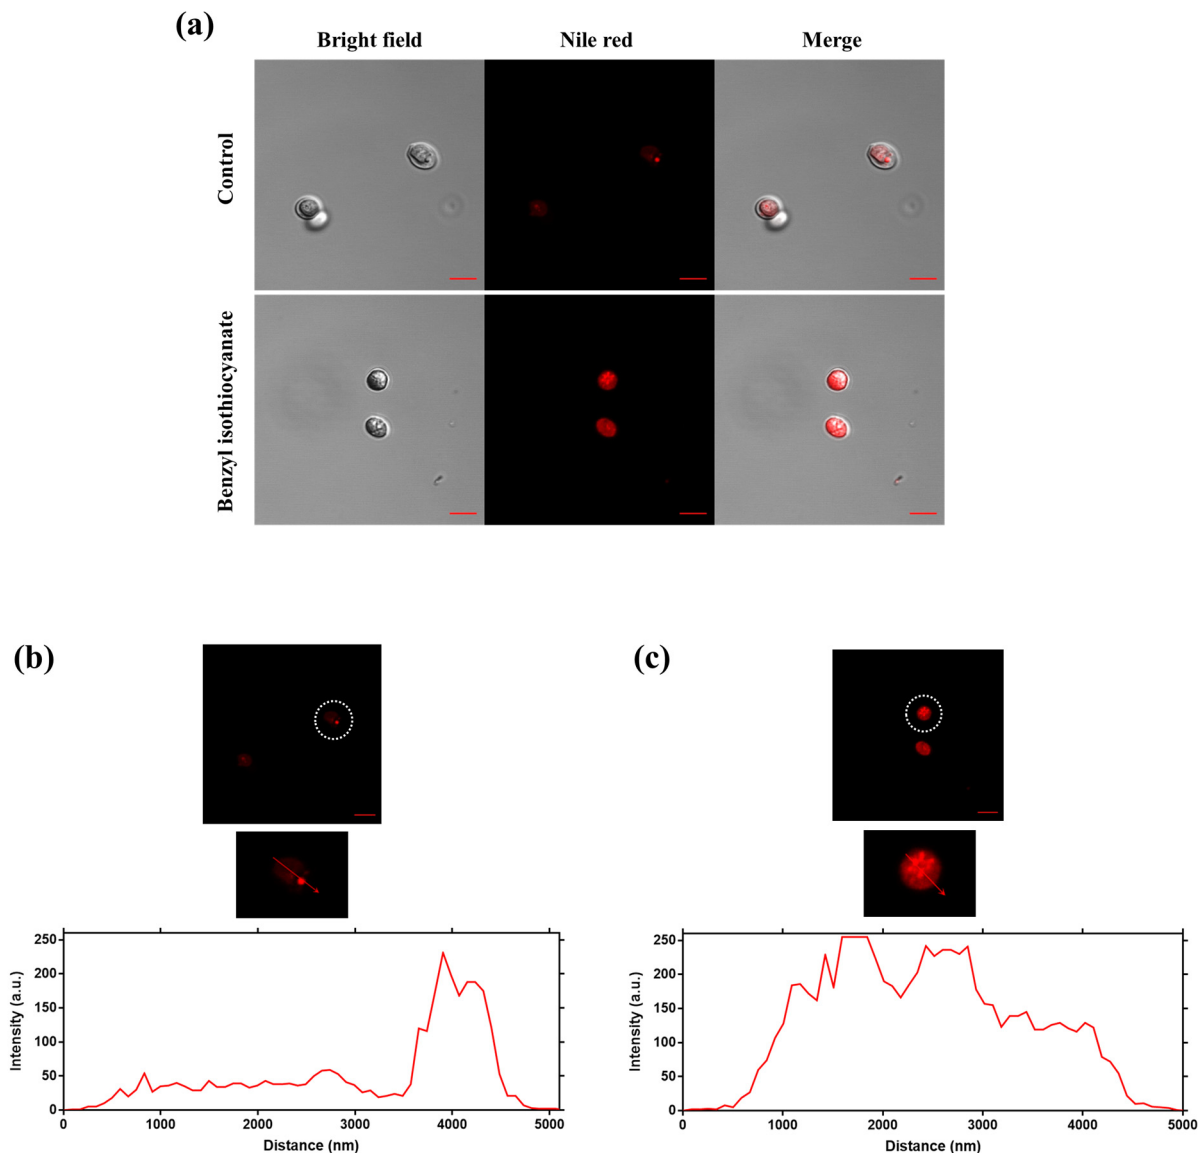 (a)
Bright field
Nile red
Merge
Control
Benzyl isothiocyanate
(b)
(c)
250
200
150
100
50
0
Intensity (a.u.)
0
1000
2000
3000
4000
5000
Distance (nm)
250
200
150
100
50
0
Intensity (a.u.)
0
1000
2000
3000
4000
5000
Distance (nm)